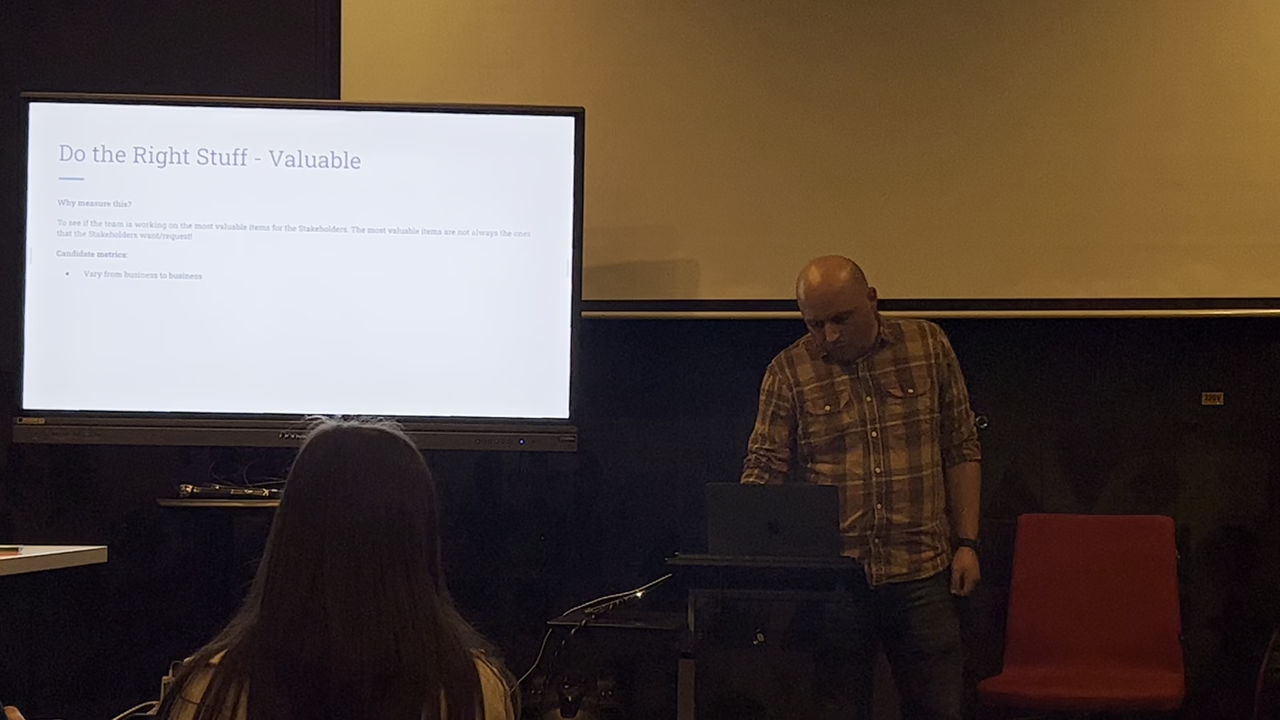 Do the Right Stuff - Valuable
Why measure this?
To see if the team is working on the most valuable items for the Stakeholders. The most valuable items are not always the ones
that the Stakeholders want/request!
Candidate metrics:
• Vary from business to business